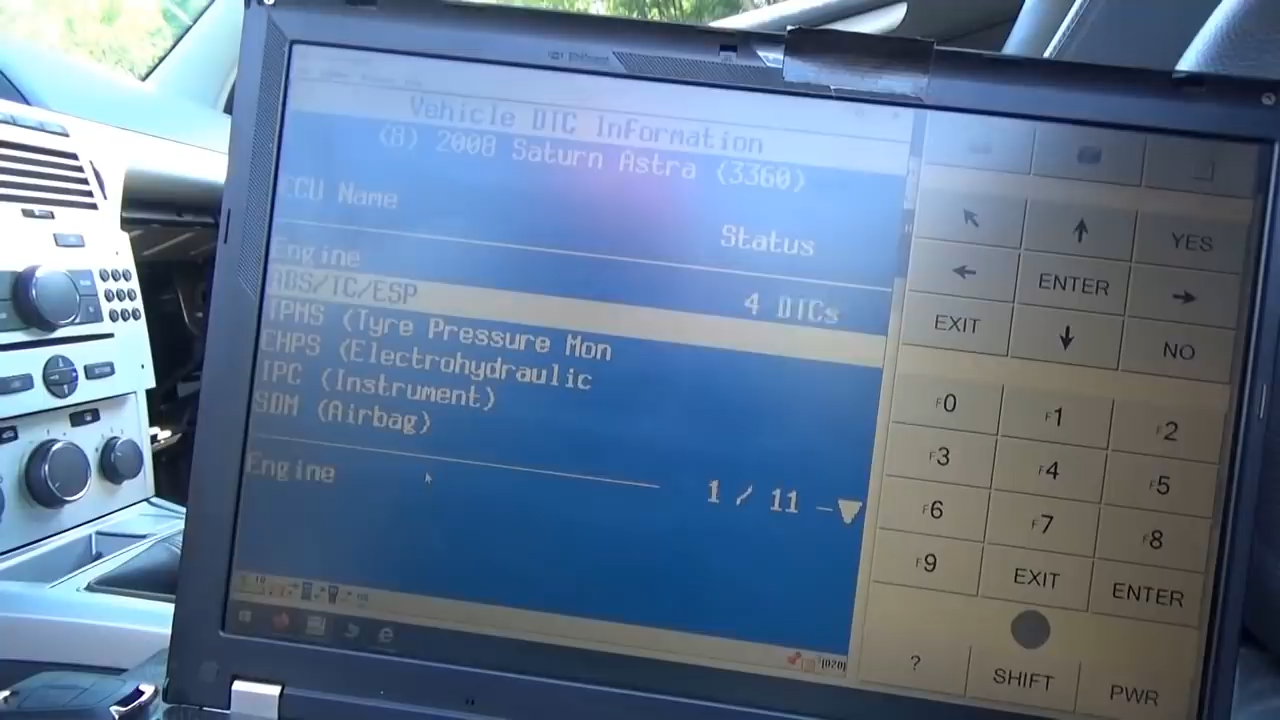 Vehicle DTC Information
(8) 2008 Saturn Astra (3360)
ECU Name
Status
Engine
4 DTCs
ABS/TC/ESP
TPMS (Tyre Pressure Mon
EHPS (Electrohydraulic
IPC (Instrument)
SDM (Airbag)
Engine
1 / 11
YES
ENTER
EXIT
NO
F0
F1
F2
F3
F4
F5
F6
F7
F8
F9
EXIT
ENTER
?
SHIFT
PWR